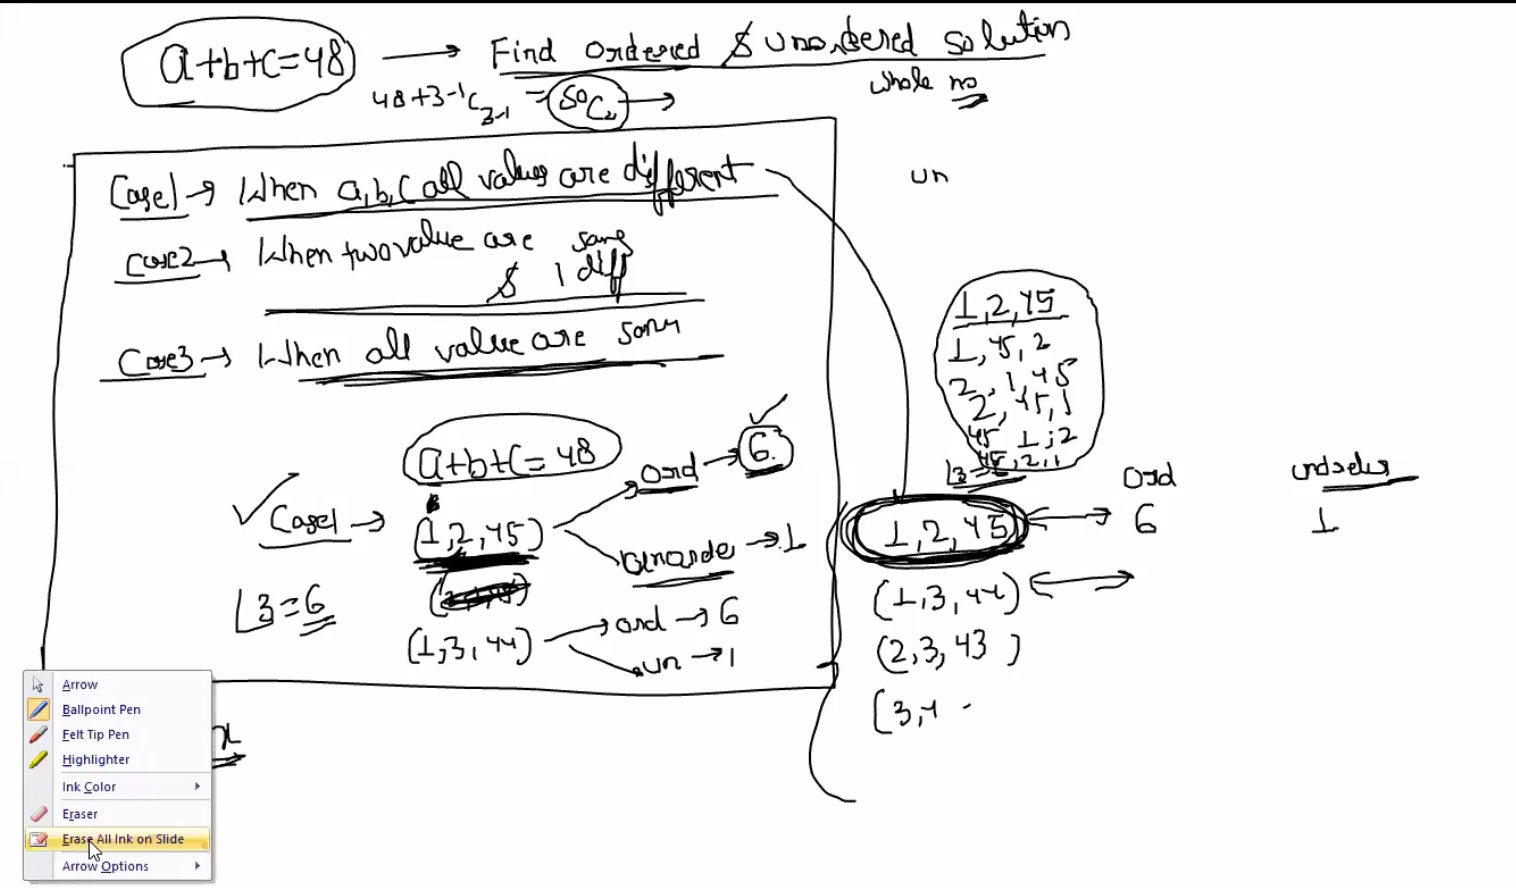 a+b+c=48 → Find ordered & unordered solution
48+3-1C3-1 = 50C2 → whole no
Case1 → When a,b,c all values are different
un
Case2 → When two value are same
& 1 diff
Case3 → When all value are same
1,2,45
1,45,2
2,1,45
2,45,1
45,1,2
45,2,1
a+b+c=48
ord → 6
Case1 → (1,2,45)
→ 1
∟3=6
(1,3,44)
ord → 6
un → 1
∟3=6
ord
1,2,45 ↔ 6 1
(1,3,44) ↔
(2,3,43)
(3,4
x
Arrow
Ballpoint Pen
Felt Tip Pen
Highlighter
Ink Color
Eraser
Erase All Ink on Slide
Arrow Options